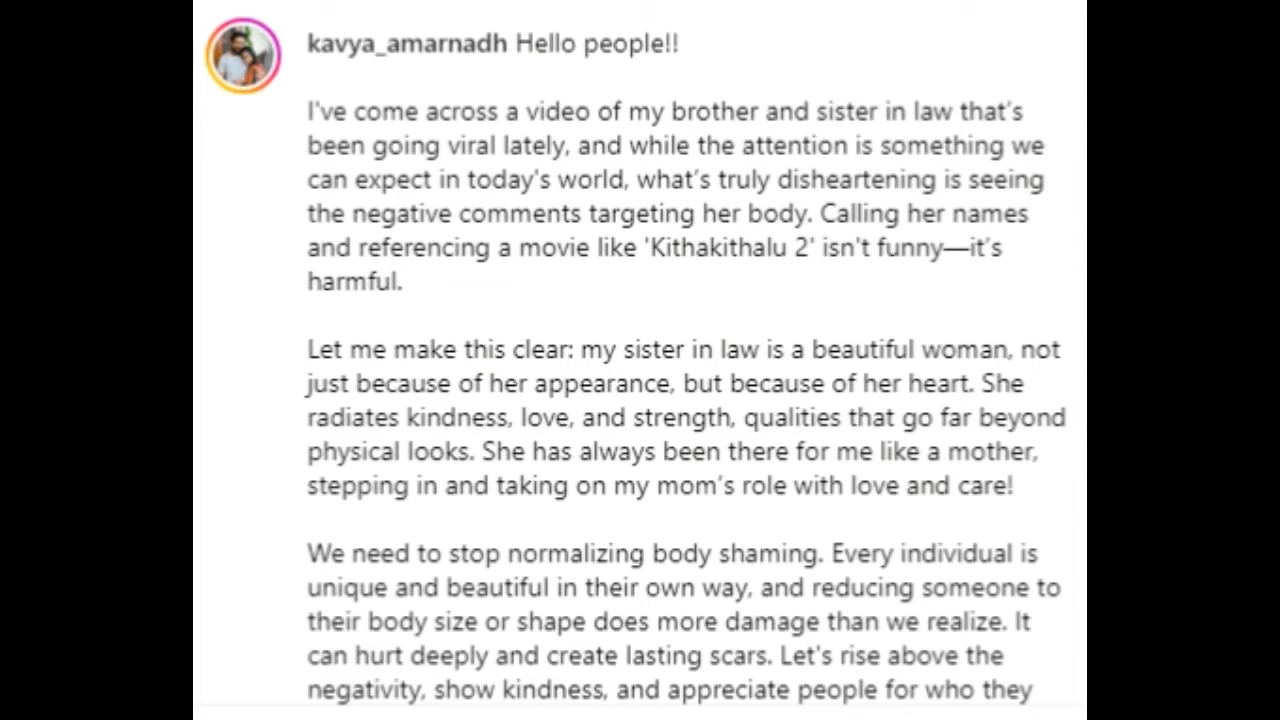 kavya_amarnadh Hello people!!
I've come across a video of my brother and sister in law that’s
been going viral lately, and while the attention is something we
can expect in today's world, what’s truly disheartening is seeing
the negative comments targeting her body. Calling her names
and referencing a movie like 'Kithakithalu 2' isn't funny—it’s
harmful.
Let me make this clear: my sister in law is a beautiful woman, not
just because of her appearance, but because of her heart. She
radiates kindness, love, and strength, qualities that go far beyond
physical looks. She has always been there for me like a mother,
stepping in and taking on my mom’s role with love and care!
We need to stop normalizing body shaming. Every individual is
unique and beautiful in their own way, and reducing someone to
their body size or shape does more damage than we realize. It
can hurt deeply and create lasting scars. Let's rise above the
negativity, show kindness, and appreciate people for who they